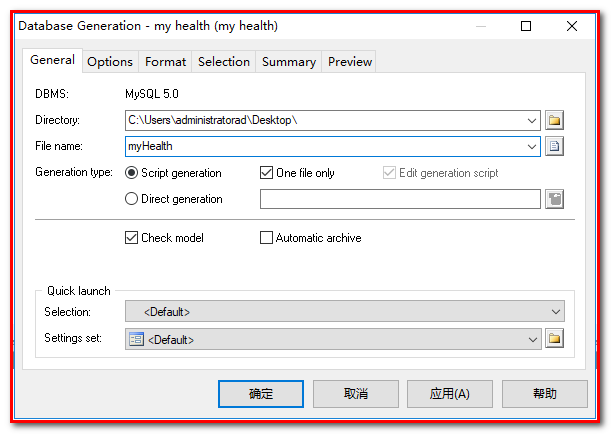 Database Generation - my health (my health)
General Options Format Selection Summary Preview
DBMS: MySQL 5.0
Directory: C:\Users\administratorad\Desktop\
File name: myHealth
Generation type: Script generation One file only Edit generation script
Direct generation
Check model Automatic archive
Quick launch
Selection: <Default>
Settings set: <Default>
确定 取消 应用(A) 帮助